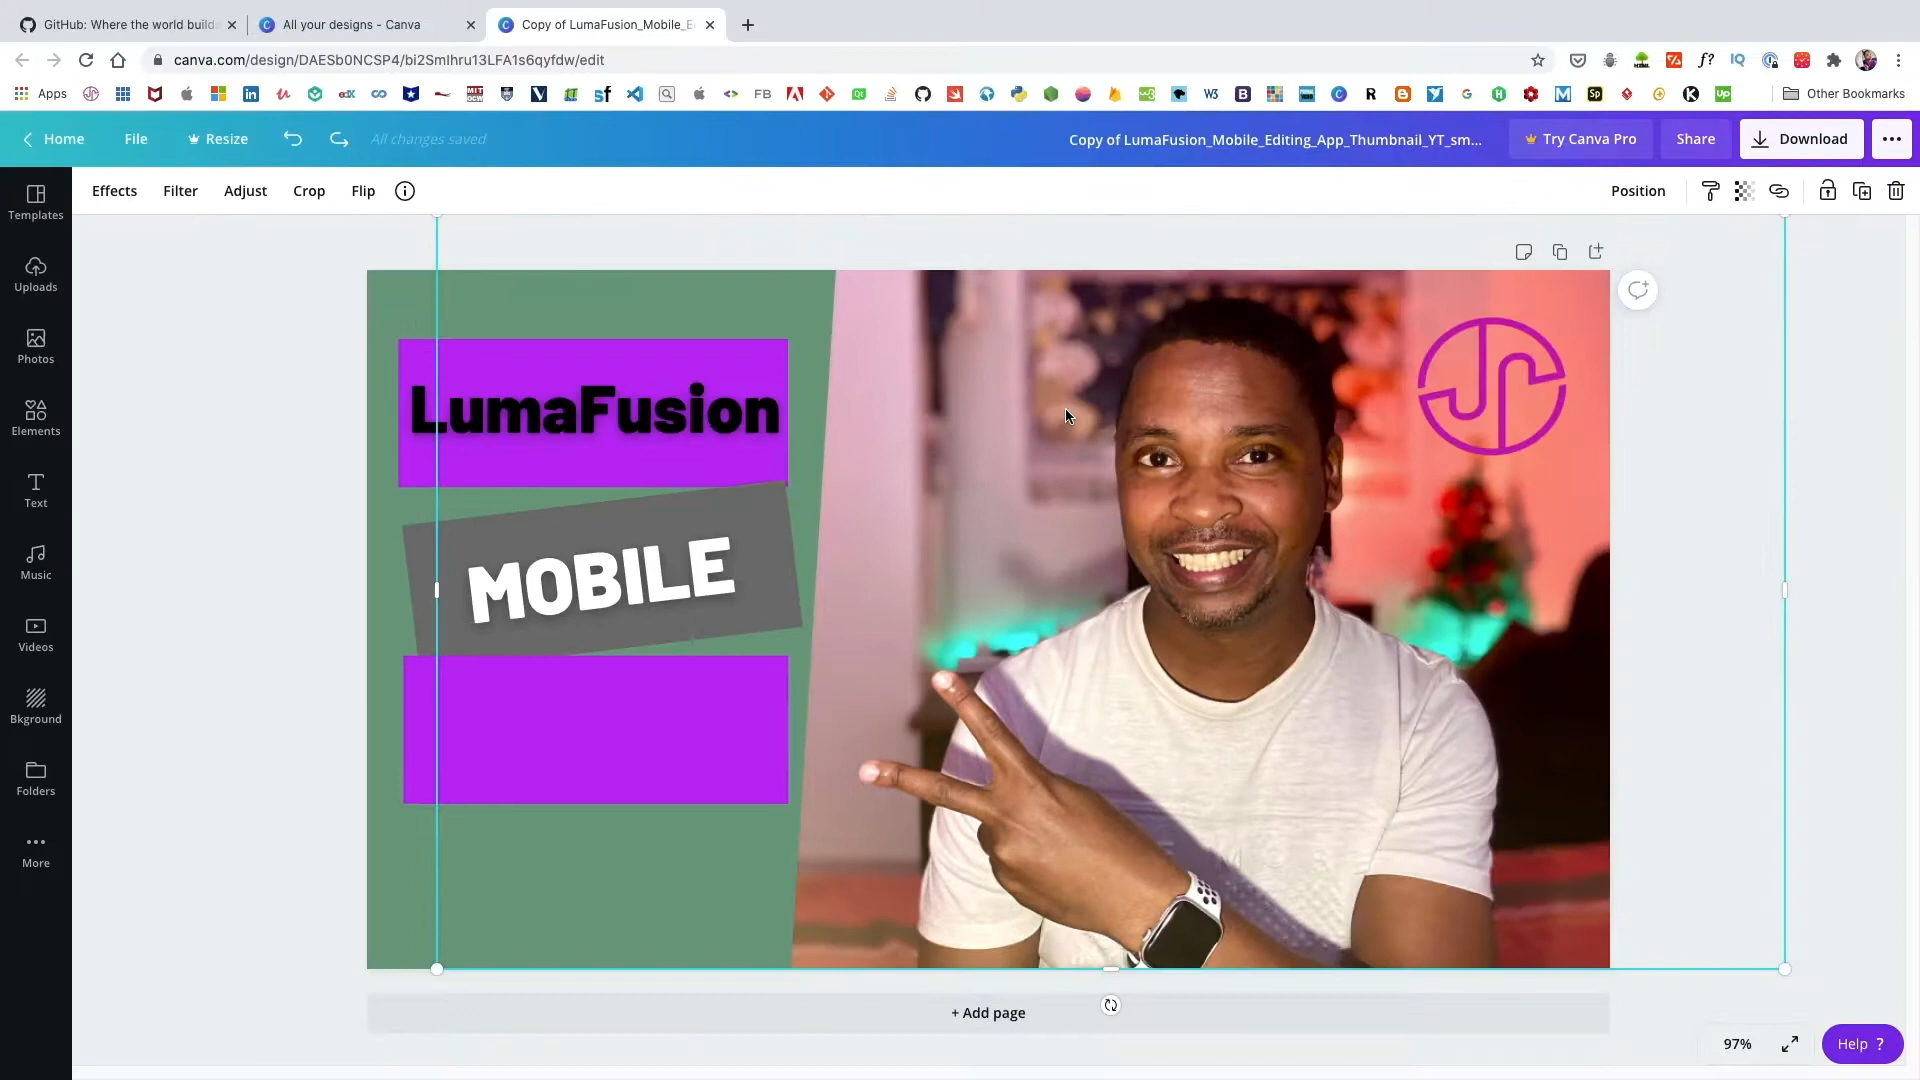 GitHub: Where the world build
All your designs - Canva
Copy of LumaFusion_Mobile_E
canva.com/design/DAESb0NCSP4/bi2SmIhru13LFA1s6qyfdw/edit
Apps
FB
W3
Other Bookmarks
Home
File
Resize
All changes saved
Copy of LumaFusion_Mobile_Editing_App_Thumbnail_YT_sm...
Try Canva Pro
Share
Download
Effects
Filter
Adjust
Crop
Flip
Position
Templates
Uploads
Photos
Elements
Text
Music
Videos
Bkground
Folders
More
LumaFusion
MOBILE
+ Add page
97%
Help ?